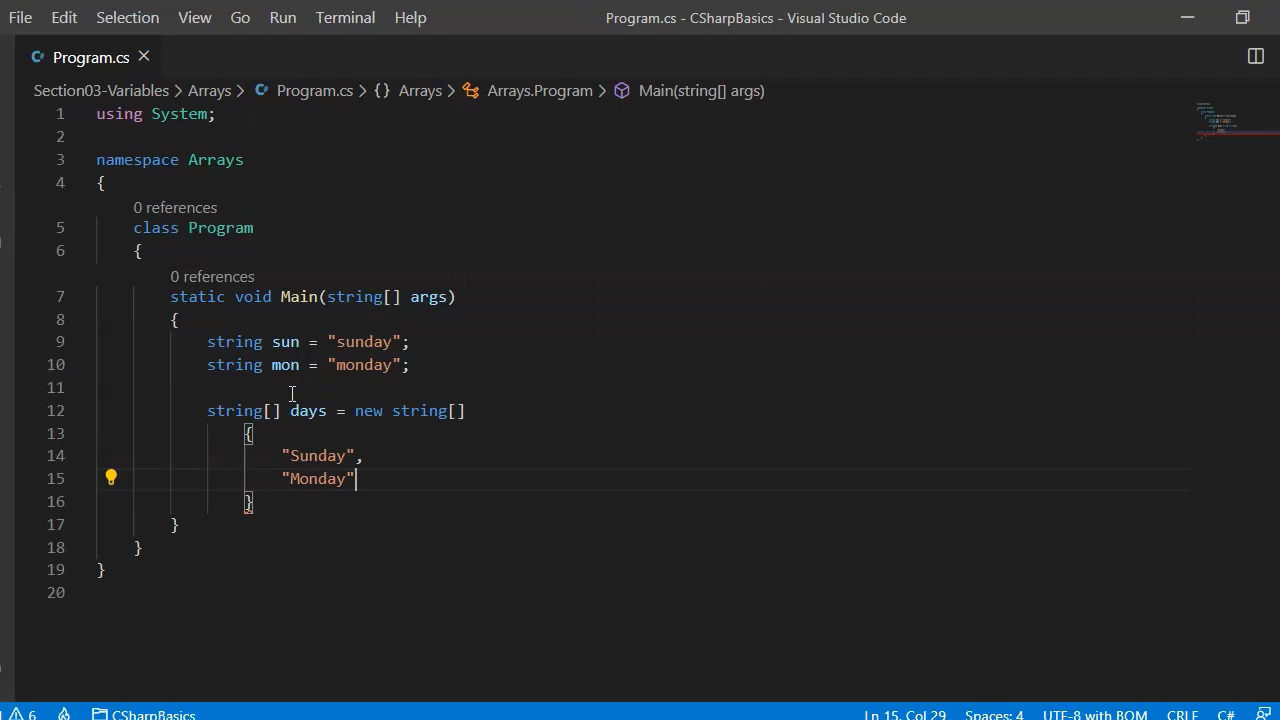 File Edit Selection View Go Run Terminal Help Program.cs - CSharpBasics - Visual Studio Code
Program.cs
Section03-Variables > Arrays > Program.cs > {} Arrays > Arrays.Program > Main(string[] args)
1 using System;
2
3 namespace Arrays
4 {
0 references
5 class Program
6 {
0 references
7 static void Main(string[] args)
8 {
9 string sun = "sunday";
10 string mon = "monday";
11
12 string[] days = new string[]
13 {
14 "Sunday",
15 "Monday"
16 }
17 }
18 }
19 }
20
6 CSharpBasics Ln 15, Col 29 Spaces: 4 UTF-8 with BOM CRLF C#